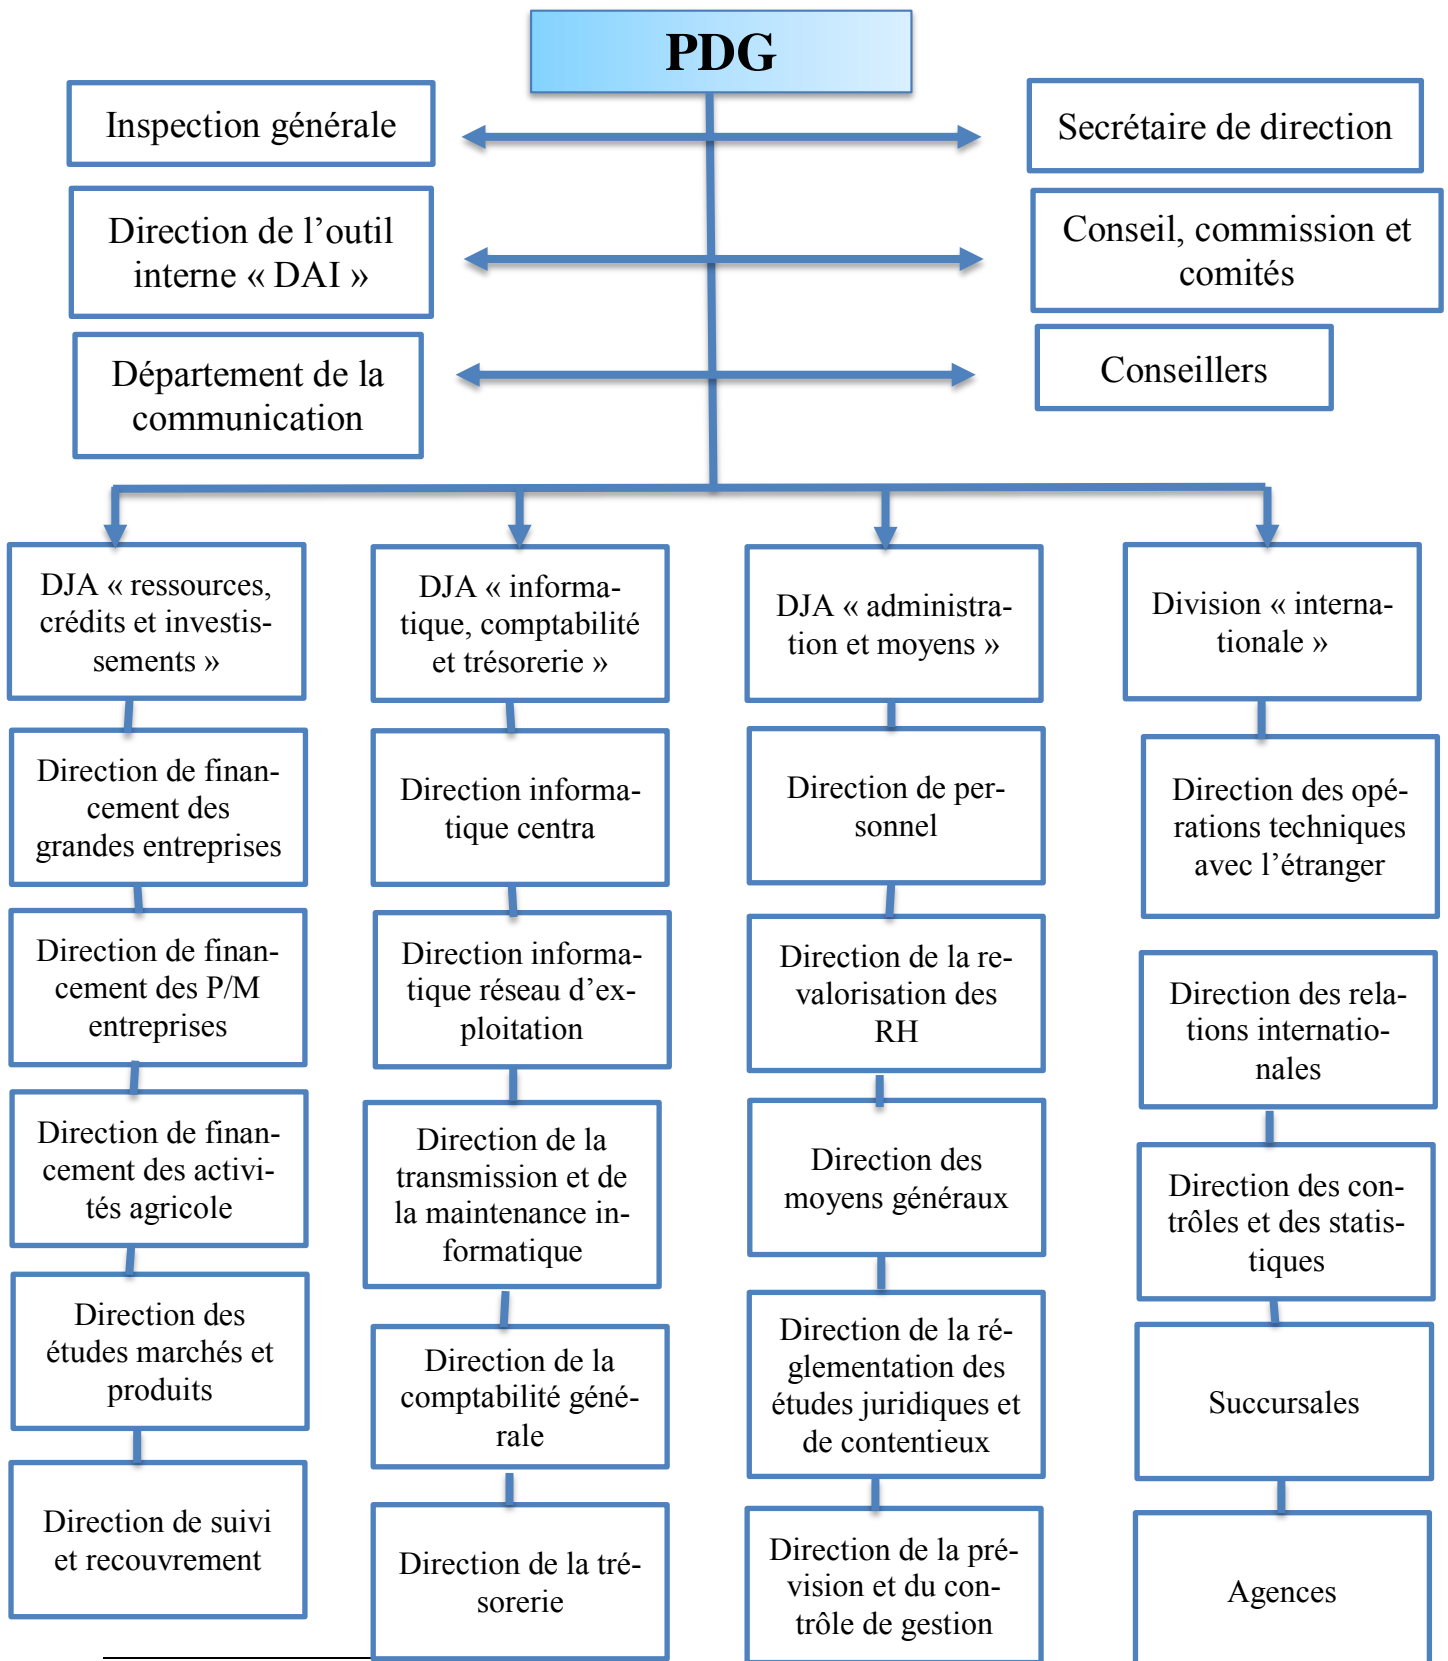 PDG
Inspection générale
Secrétaire de direction
Direction de l’outil
interne « DAI »
Conseil, commission et
comités
Département de la
communication
Conseillers
DJA « ressources,
crédits et investis-
sements »
DJA « informa-
tique, comptabilité
et trésorerie »
DJA « administra-
tion et moyens »
Division « interna-
tionale »
Direction de finan-
cement des
grandes entreprises
Direction informa-
tique centra
Direction de per-
sonnel
Direction des opé-
rations techniques
avec l’étranger
Direction de finan-
cement des P/M
entreprises
Direction informa-
tique réseau d’ex-
ploitation
Direction de la re-
valorisation des
RH
Direction des rela-
tions internatio-
nales
Direction de finan-
cement des activi-
tés agricole
Direction de la
transmission et de
la maintenance in-
formatique
Direction des
moyens généraux
Direction des con-
trôles et des statis-
tiques
Direction des
études marchés et
produits
Direction de la
comptabilité géné-
rale
Direction de la ré-
glementation des
études juridiques et
de contentieux
Succursales
Direction de suivi
et recouvrement
Direction de la tré-
sorerie
Direction de la pré-
vision et du con-
trôle de gestion
Agences